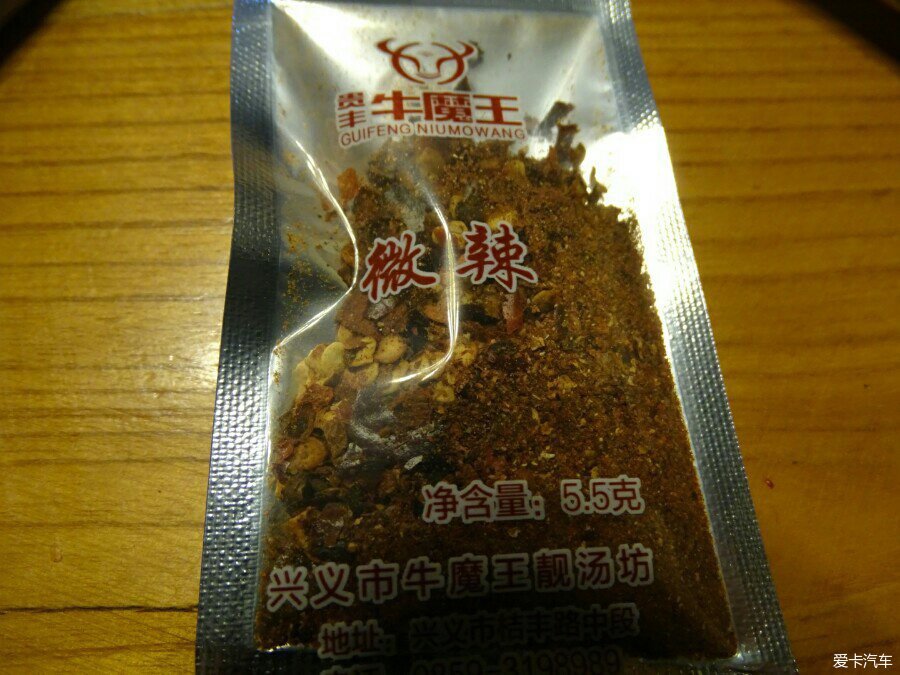 贵丰牛魔王
GUIFENG NIUMOWANG
微辣
净含量：5.5克
兴义市牛魔王靓汤坊
地址：兴义市桔丰路中段
爱卡汽车